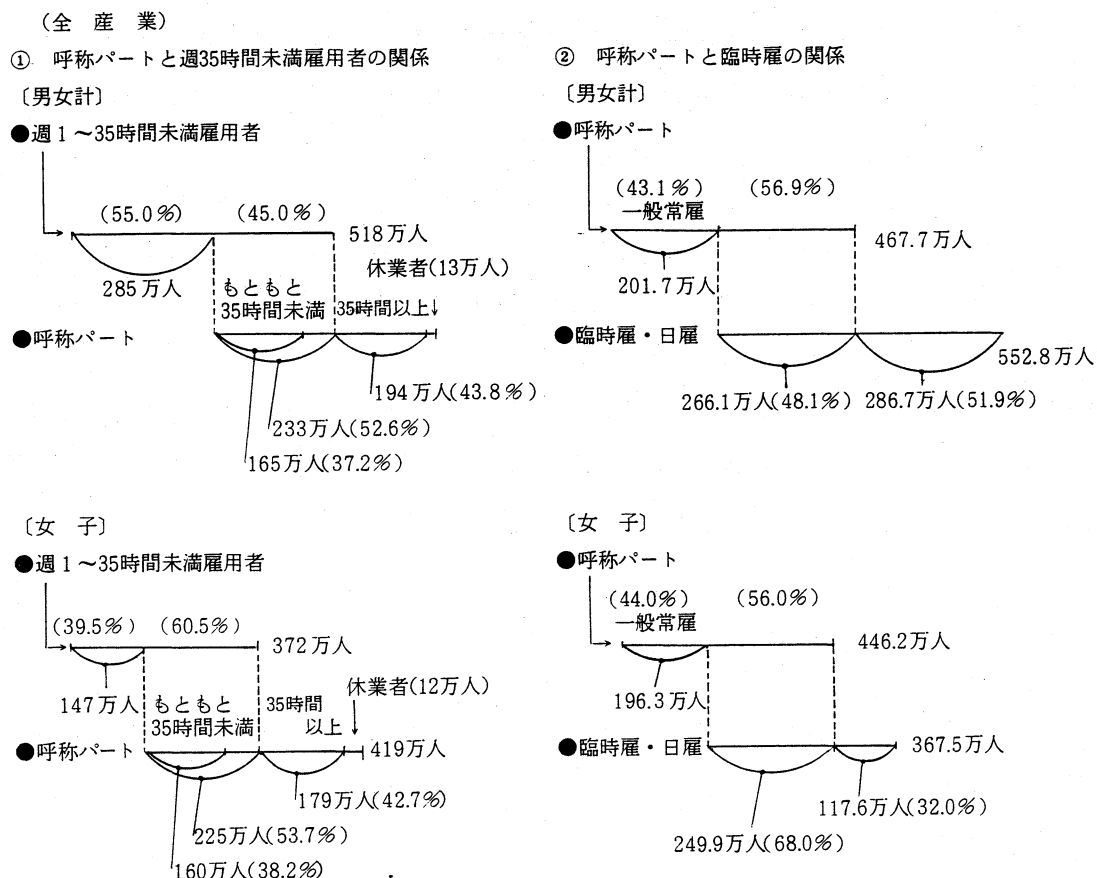 （全産業）
① 呼称パートと週35時間未満雇用者の関係
〔男女計〕
●週1～35時間未満雇用者
(55.0%) (45.0%)
518万人
休業者(13万人)
285万人
もともと
35時間未満
35時間以上↓
●呼称パート
194万人(43.8%)
233万人(52.6%)
165万人(37.2%)
〔女 子〕
●週1～35時間未満雇用者
(39.5%) (60.5%)
372万人
休業者(12万人)
147万人
もともと
35時間未満
35時間
以上
●呼称パート
419万人
179万人(42.7%)
225万人(53.7%)
160万人(38.2%)
② 呼称パートと臨時雇の関係
〔男女計〕
●呼称パート
(43.1%) (56.9%)
一般常雇
467.7万人
201.7万人
●臨時雇・日雇
552.8万人
266.1万人(48.1%) 286.7万人(51.9%)
〔女 子〕
●呼称パート
(44.0%) (56.0%)
一般常雇
446.2万人
196.3万人
●臨時雇・日雇
367.5万人
117.6万人(32.0%)
249.9万人(68.0%)